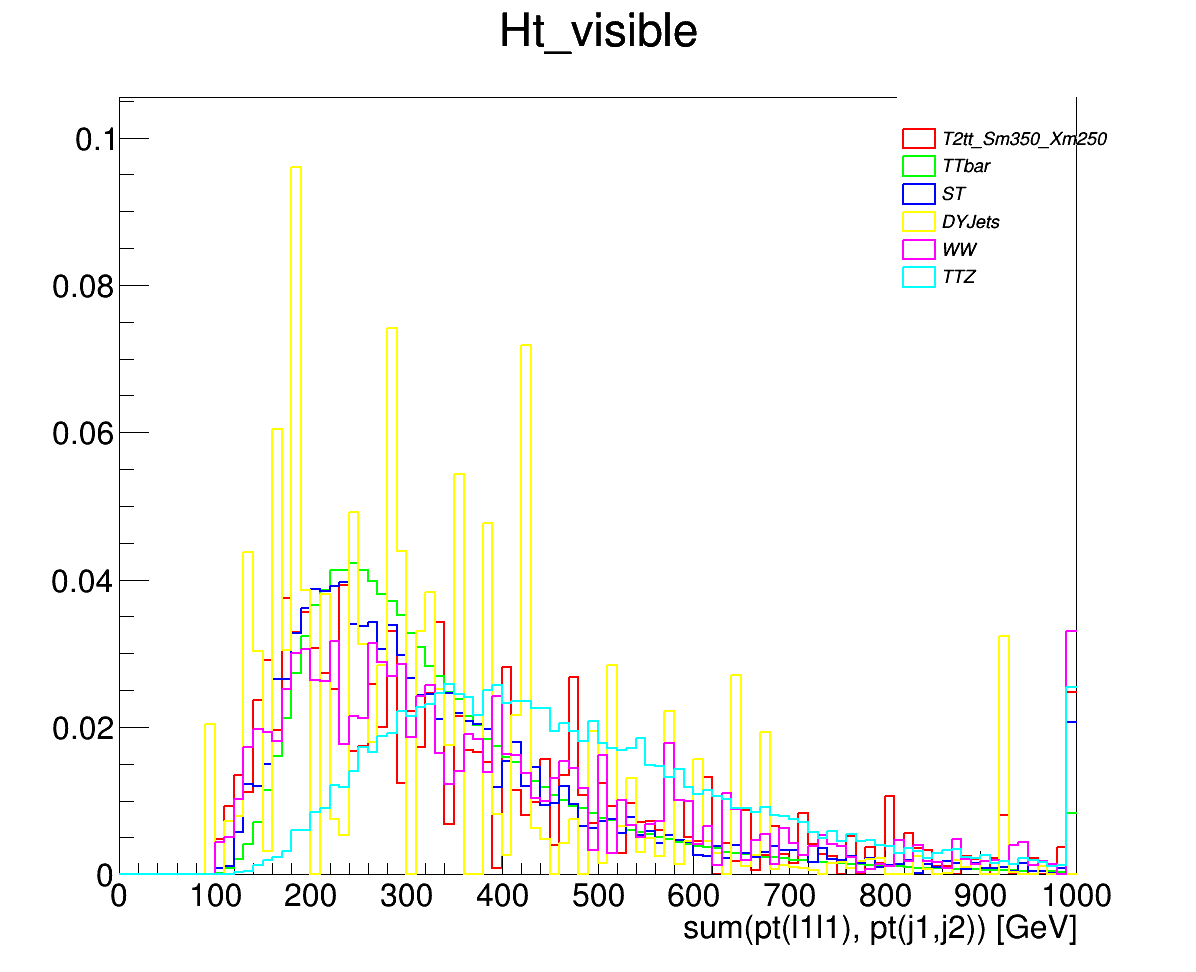 Ht_visible
0.1
0.08
0.06
0.04
0.02
0
T2tt_Sm350_Xm250
TTbar
ST
DYJets
WW
TTZ
0 100 200 300 400 500 600 700 800 900 1000
sum(pt(l1l1), pt(j1,j2)) [GeV]